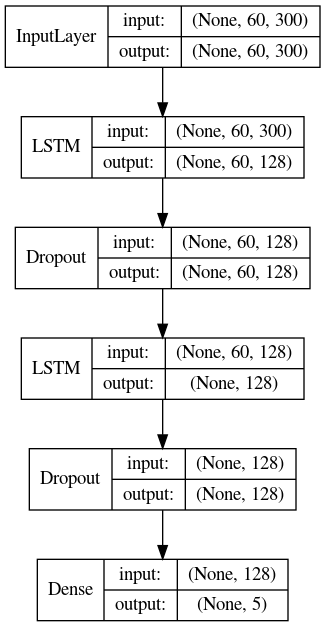 InputLayer input: (None, 60, 300)
output: (None, 60, 300)
LSTM input: (None, 60, 300)
output: (None, 60, 128)
Dropout input: (None, 60, 128)
output: (None, 60, 128)
LSTM input: (None, 60, 128)
output: (None, 128)
Dropout input: (None, 128)
output: (None, 128)
Dense input: (None, 128)
output: (None, 5)